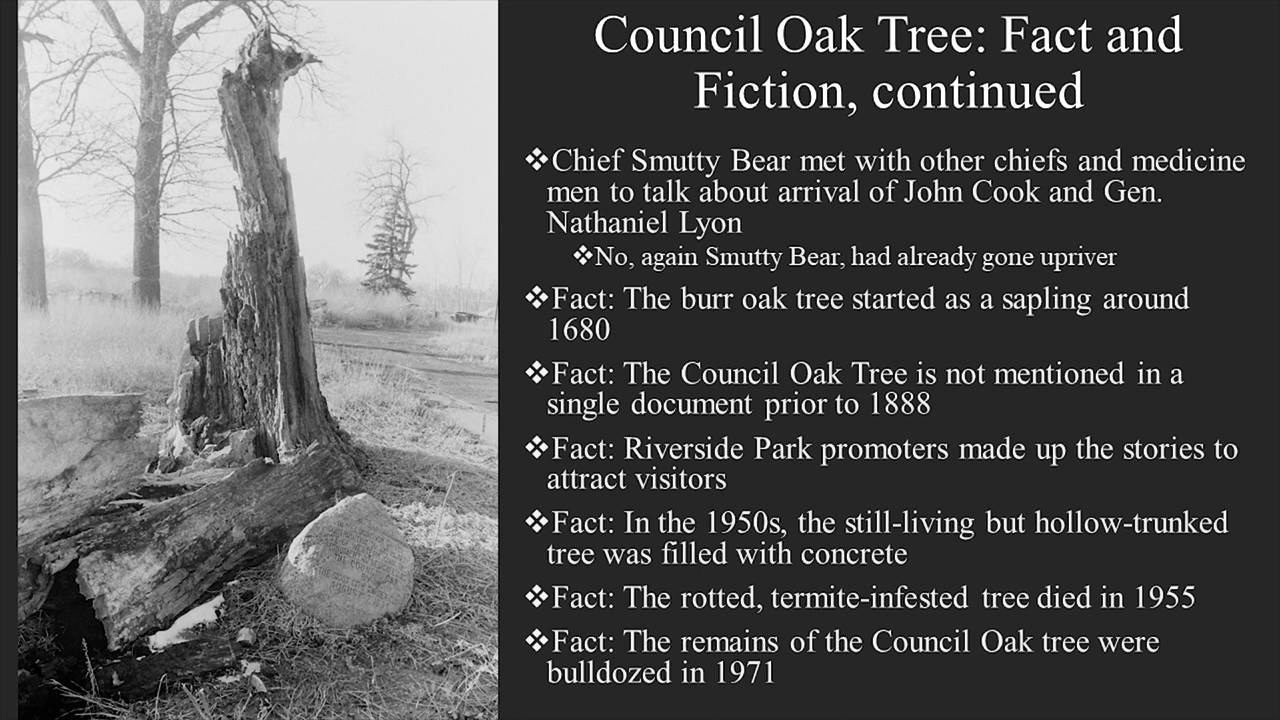 Council Oak Tree: Fact and
Fiction, continued
❖Chief Smutty Bear met with other chiefs and medicine
men to talk about arrival of John Cook and Gen.
Nathaniel Lyon
❖No, again Smutty Bear, had already gone upriver
❖Fact: The burr oak tree started as a sapling around
1680
❖Fact: The Council Oak Tree is not mentioned in a
single document prior to 1888
❖Fact: Riverside Park promoters made up the stories to
attract visitors
❖Fact: In the 1950s, the still-living but hollow-trunked
tree was filled with concrete
❖Fact: The rotted, termite-infested tree died in 1955
❖Fact: The remains of the Council Oak tree were
bulldozed in 1971